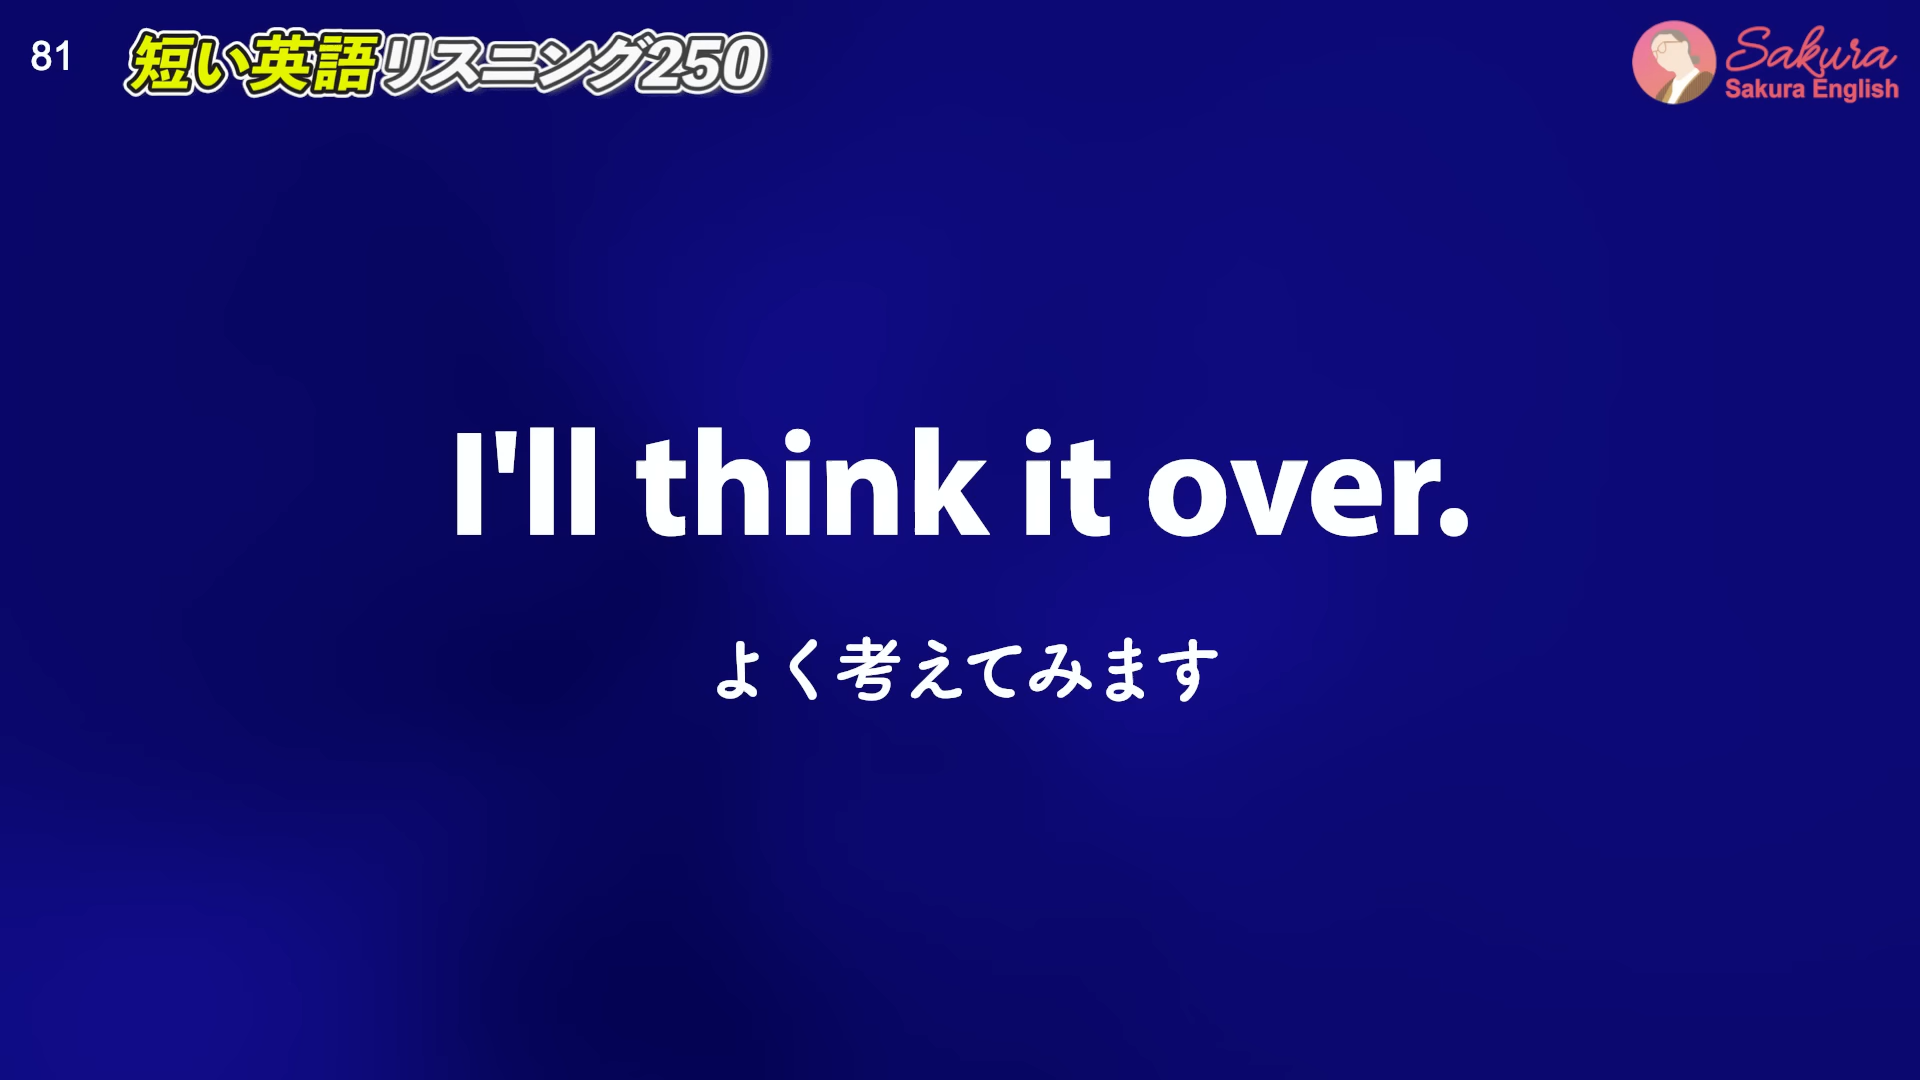 81
短い英語リスニング250
Sakura
Sakura English
I'll think it over.
よく考えてみます